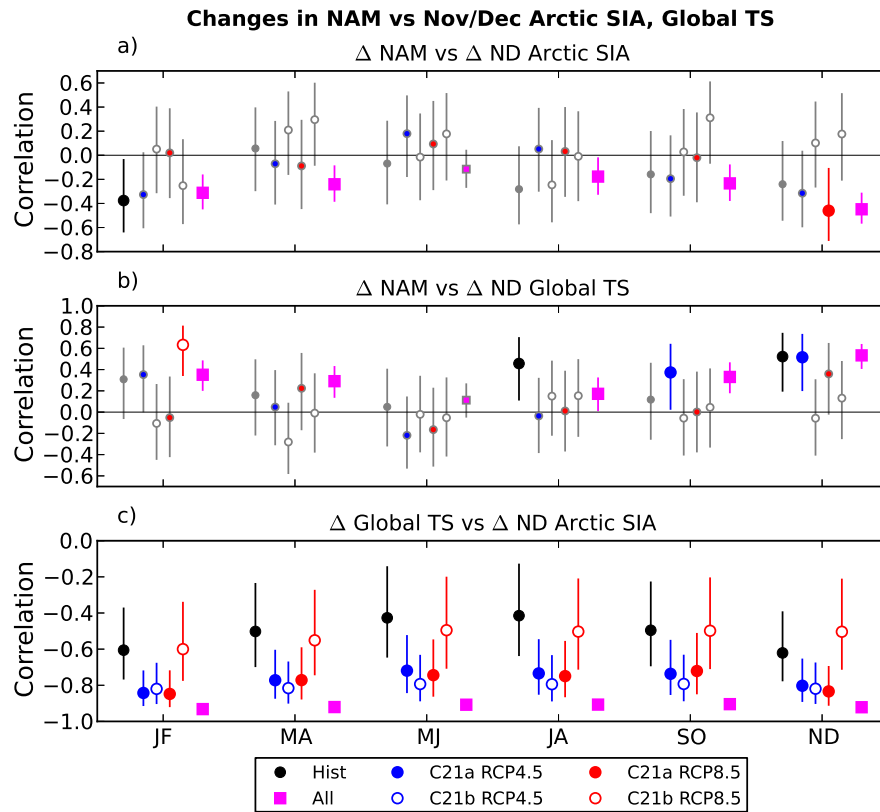 Changes in NAM vs Nov/Dec Arctic SIA, Global TS
a)
Δ NAM vs Δ ND Arctic SIA
Correlation
0.6
0.4
0.2
0.0
−0.2
−0.4
−0.6
−0.8
b)
Δ NAM vs Δ ND Global TS
Correlation
1.0
0.8
0.6
0.4
0.2
0.0
−0.2
−0.4
−0.6
c)
Δ Global TS vs Δ ND Arctic SIA
Correlation
0.0
−0.2
−0.4
−0.6
−0.8
−1.0
JF MA MJ JA SO ND
Hist C21a RCP4.5 C21a RCP8.5
All C21b RCP4.5 C21b RCP8.5